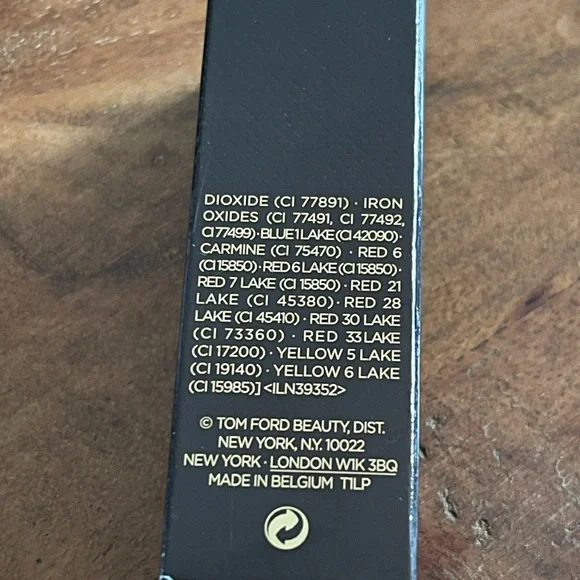 DIOXIDE (CI 77891) · IRON
OXIDES (CI 77491, CI 77492,
CI 77499) · BLUE 1 LAKE (CI 42090) ·
CARMINE (CI 75470) · RED 6
(CI 15850) · RED 6 LAKE (CI 15850) ·
RED 7 LAKE (CI 15850) · RED 21
LAKE (CI 45380) · RED 28
LAKE (CI 45410) · RED 30 LAKE
(CI 73360) · RED 33 LAKE
(CI 17200) · YELLOW 5 LAKE
(CI 19140) · YELLOW 6 LAKE
(CI 15985)] <ILN39352>
© TOM FORD BEAUTY, DIST.
NEW YORK, N.Y. 10022
NEW YORK · LONDON W1K 3BQ
MADE IN BELGIUM T1LP